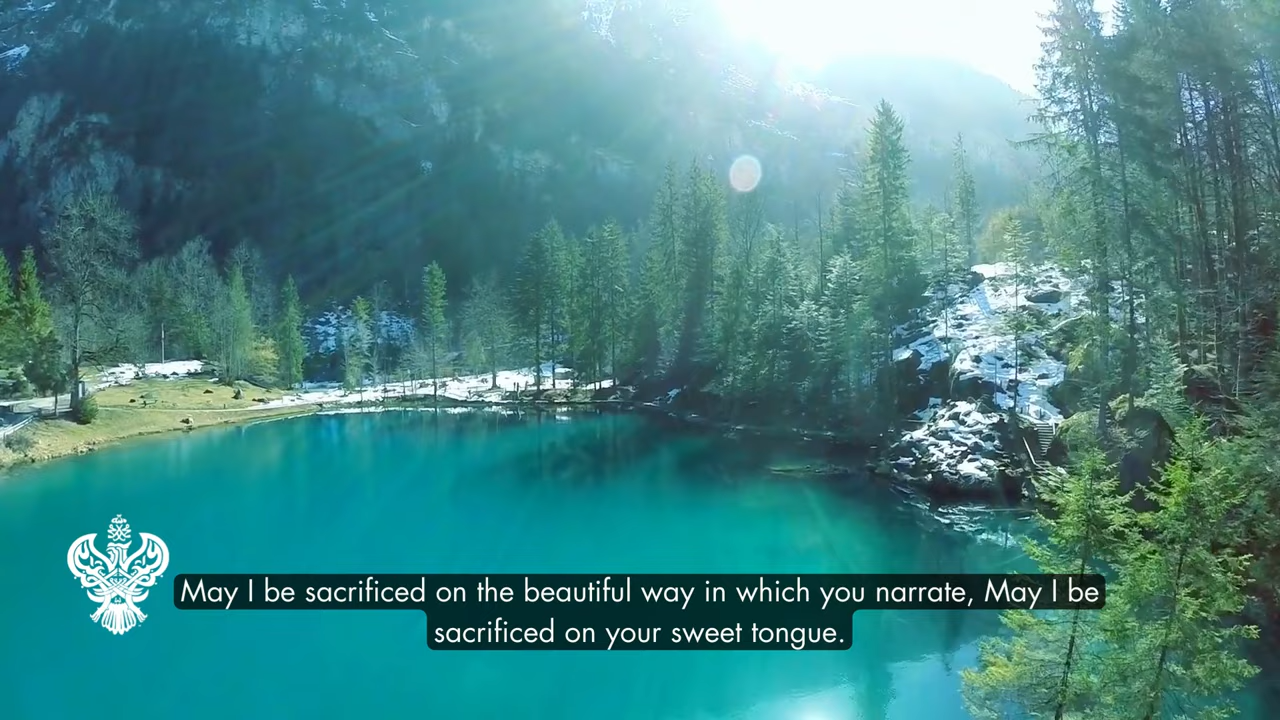 May I be sacrificed on the beautiful way in which you narrate, May I be
sacrificed on your sweet tongue.